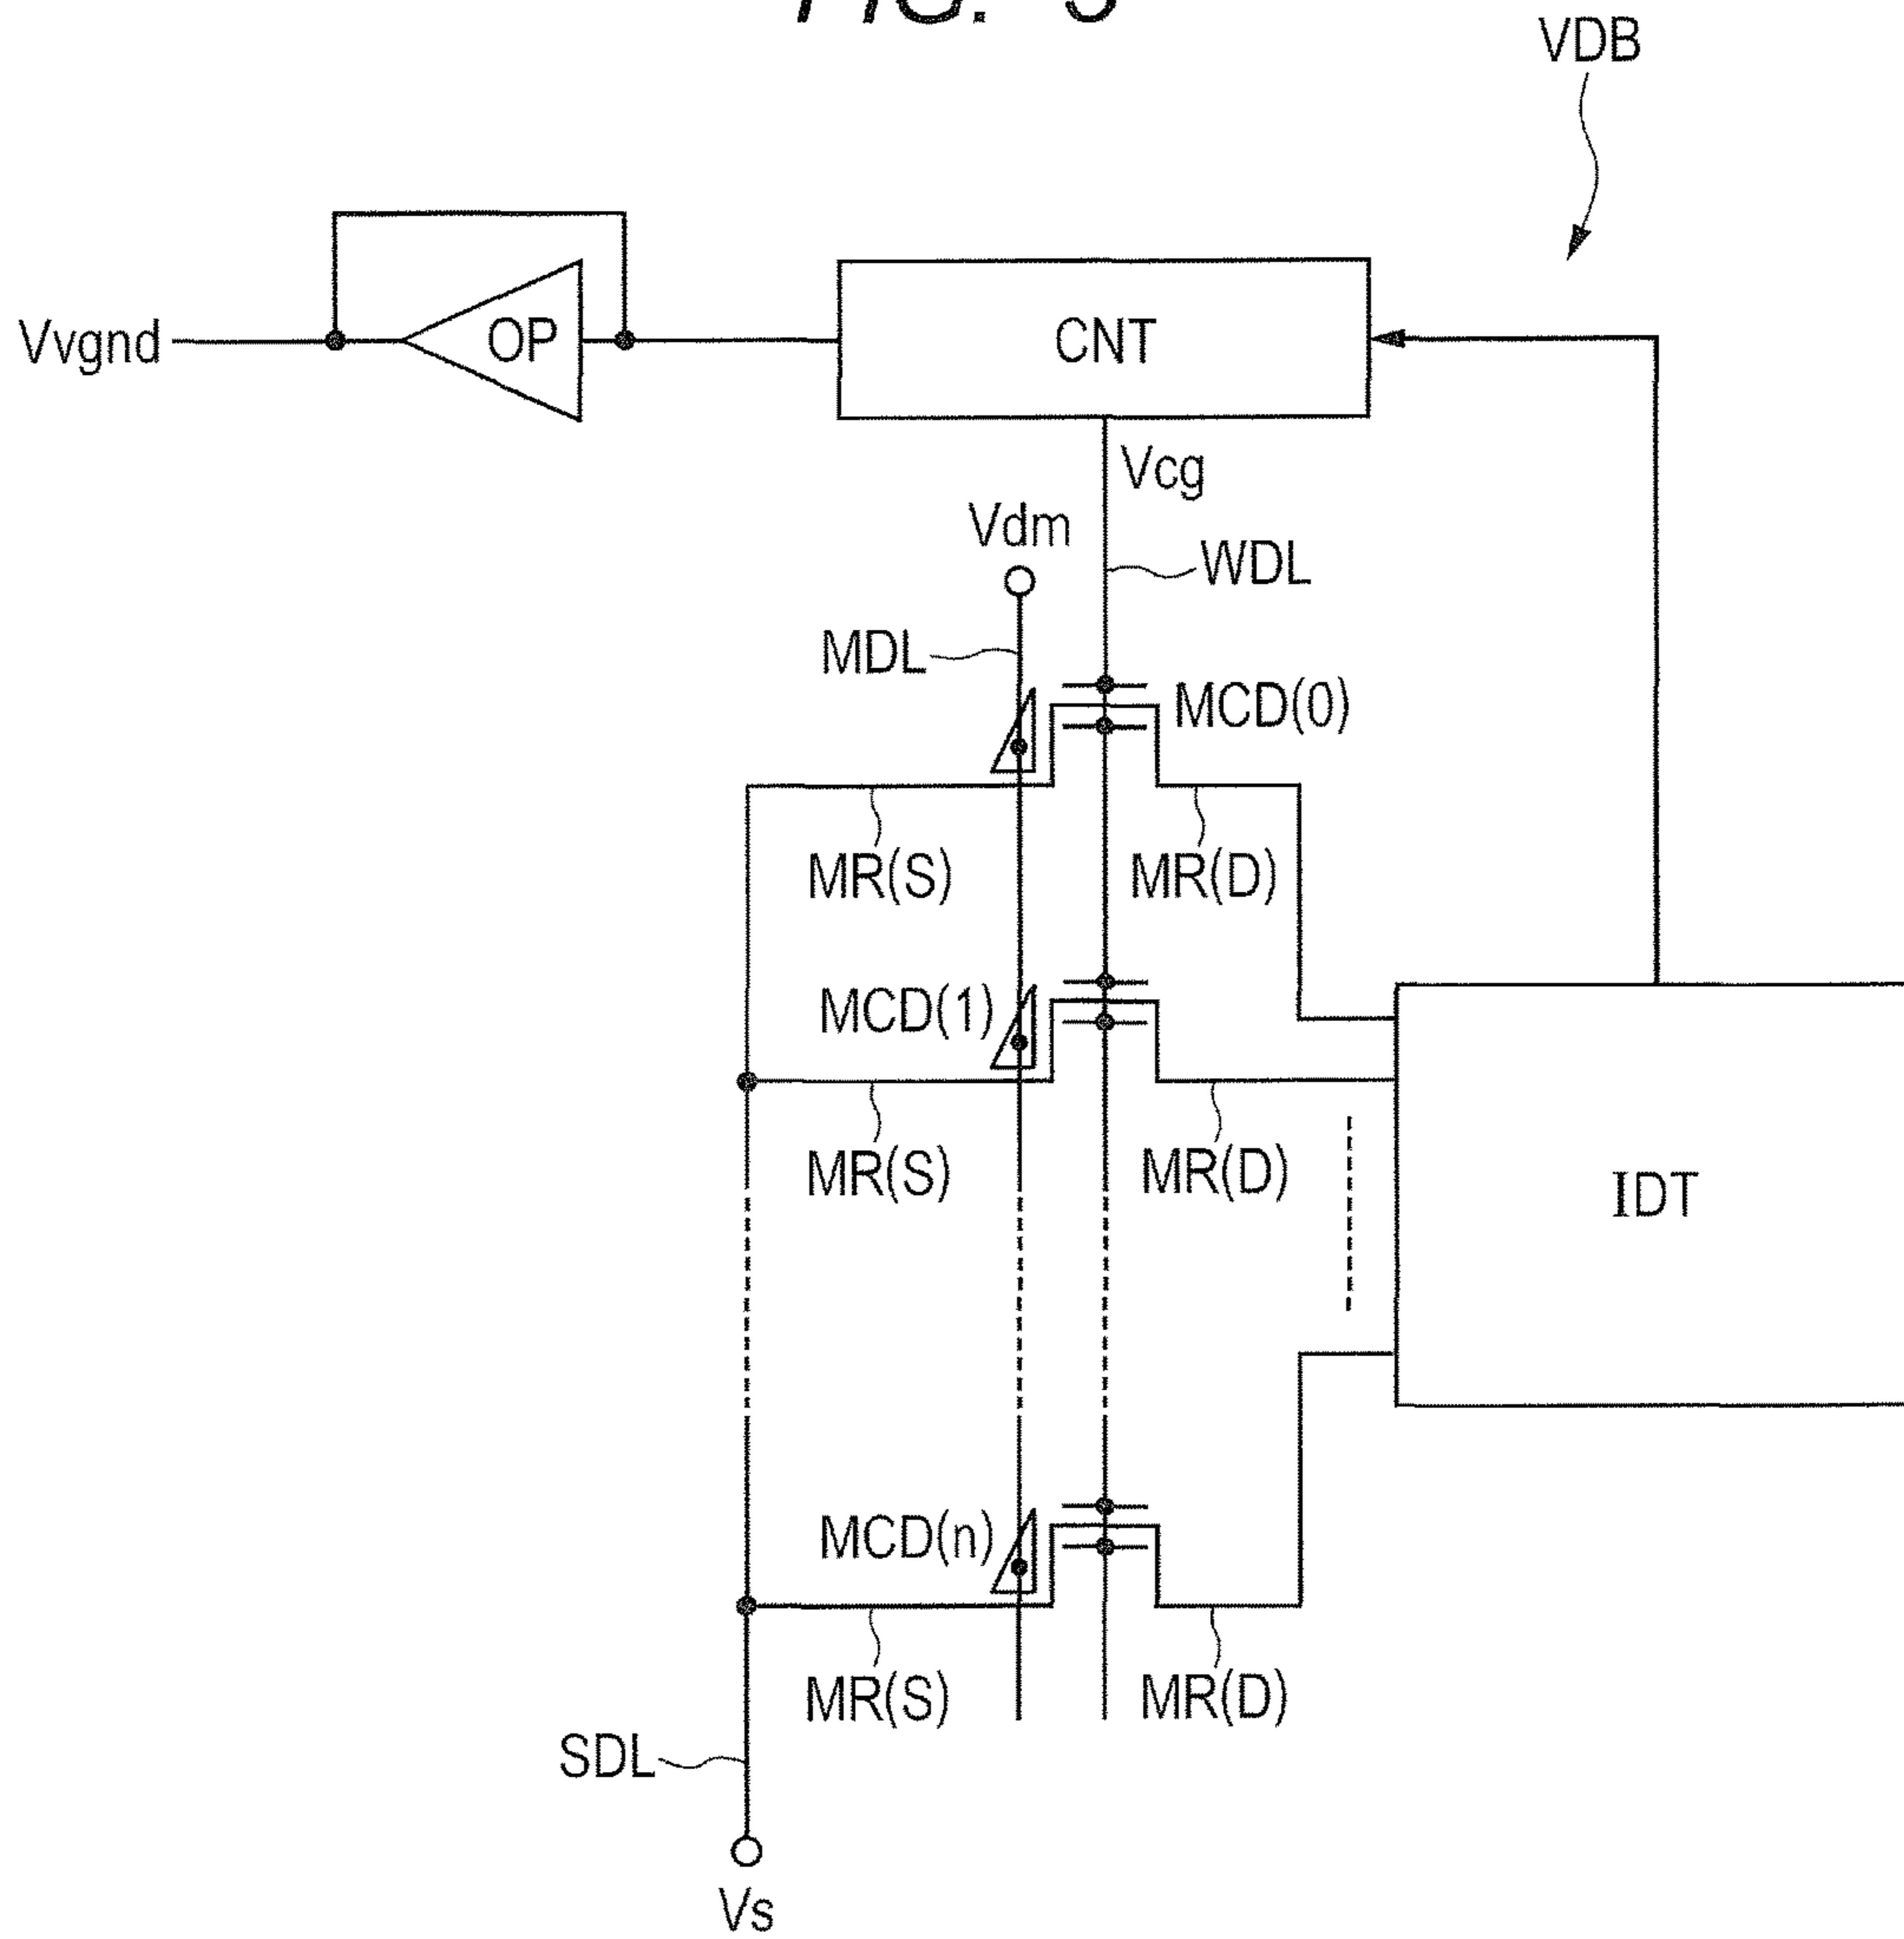 FIG.
VDB
Vvgnd
OP
CNT
Vcg
Vdm
WDL
MDL
MCD(0)
MR(S)
MR(D)
MCD(1)
MR(S)
MR(D)
IDT
MCD(n)
MR(S)
MR(D)
SDL
Vs